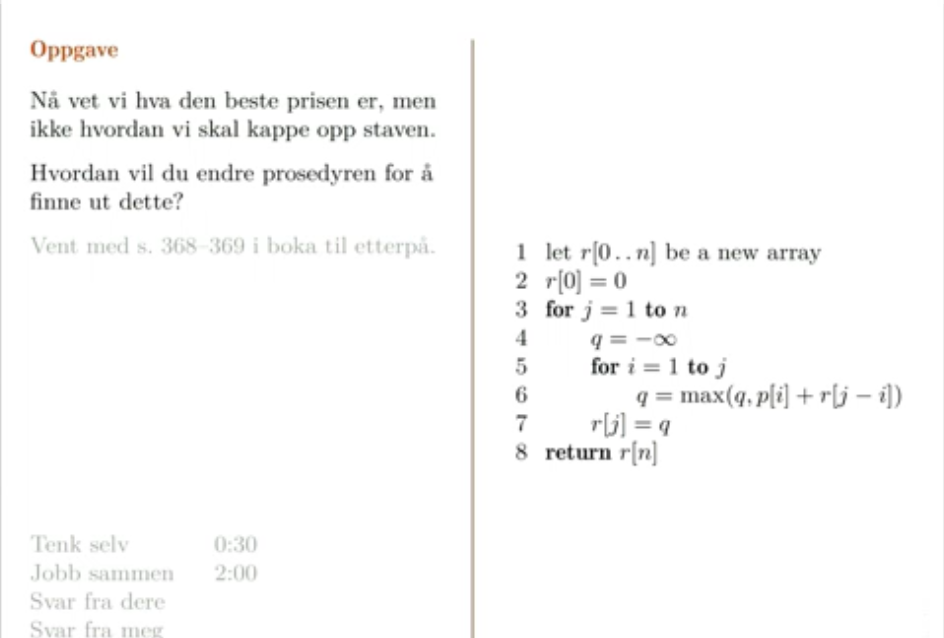 Oppgave
Nå vet vi hva den beste prisen er, men
ikke hvordan vi skal kappe opp staven.
Hvordan vil du endre prosedyren for å
finne ut dette?
Vent med s. 368–369 i boka til etterpå.
Tenk selv 0:30
Jobb sammen 2:00
Svar fra dere
Svar fra meg
1 let r[0..n] be a new array
2 r[0] = 0
3 for j = 1 to n
4 q = −∞
5 for i = 1 to j
6 q = max(q, p[i] + r[j − i])
7 r[j] = q
8 return r[n]